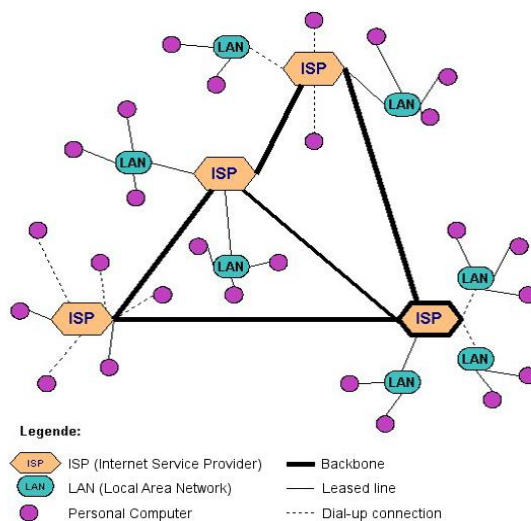 LAN
ISP
LAN
LAN
ISP
LAN
LAN
ISP
ISP
LAN
LAN
Legende:
ISP ISP (Internet Service Provider) Backbone
LAN LAN (Local Area Network) Leased line
Personal Computer Dial-up connection